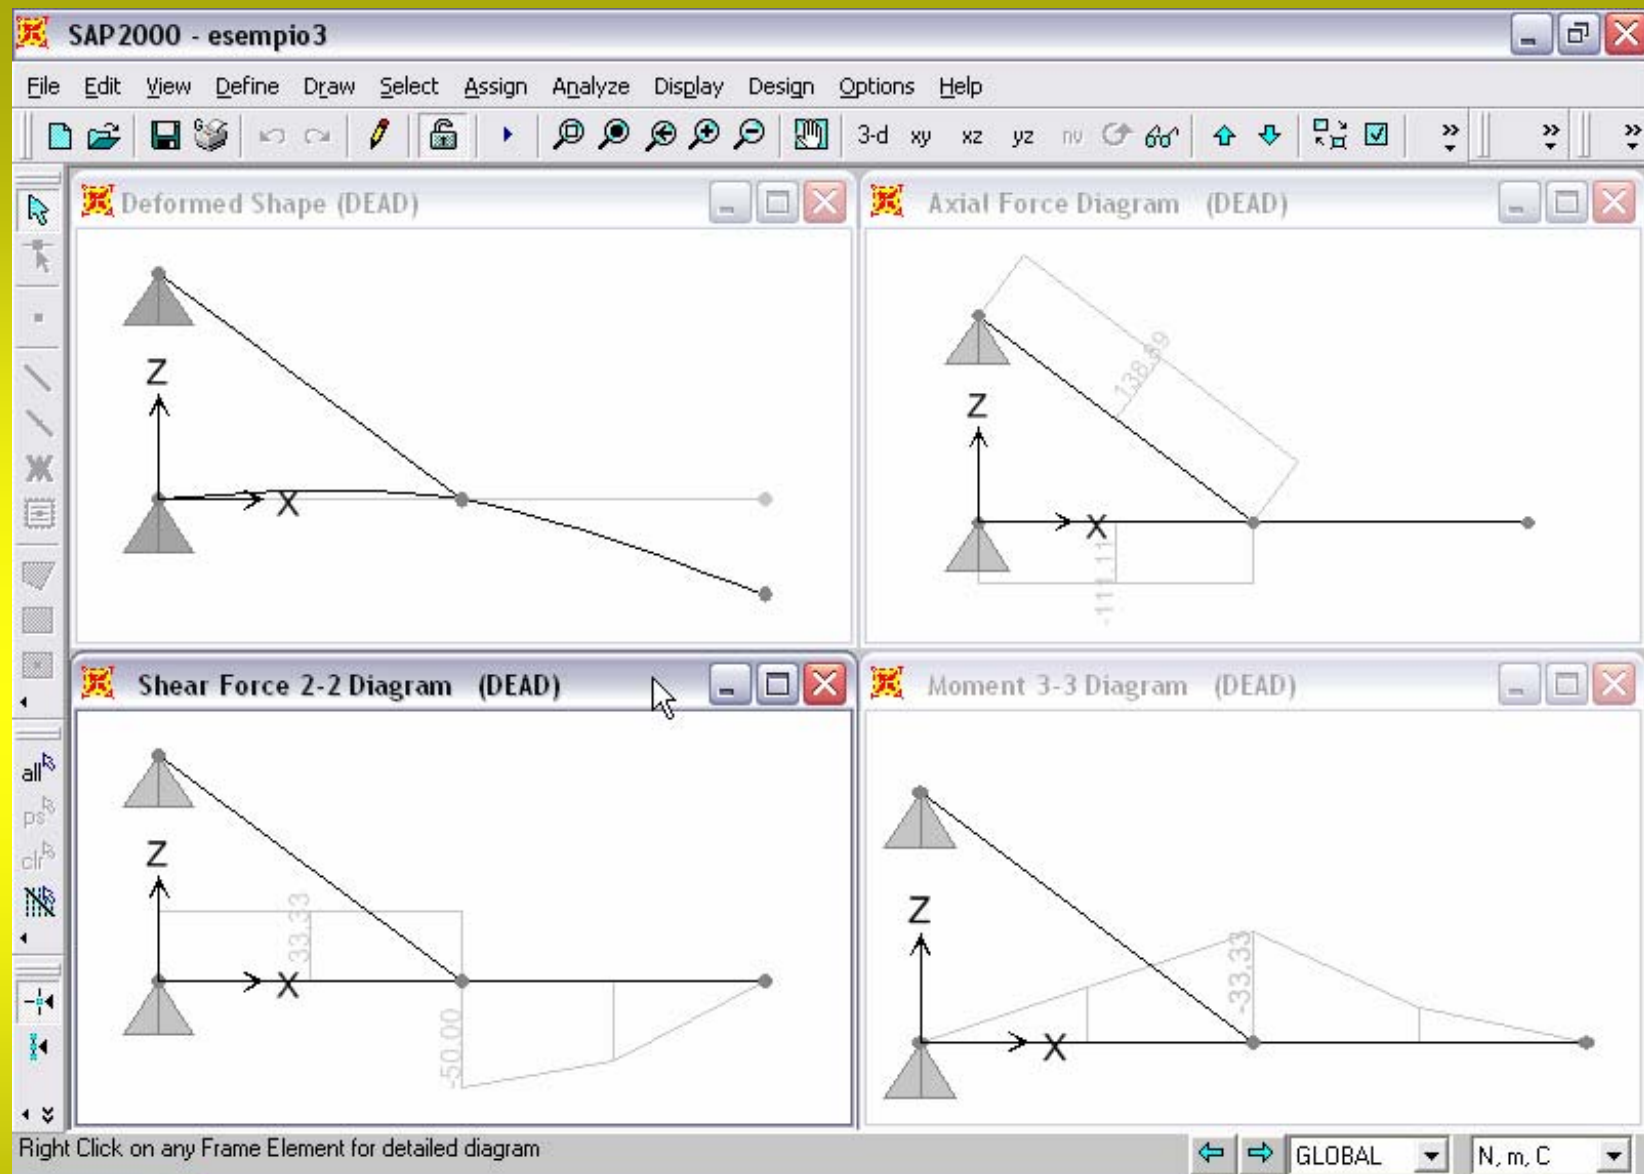 SAP2000 - esempio3
File Edit View Define Draw Select Assign Analyze Display Design Options Help
3-d xy xz yz nv
Deformed Shape (DEAD)
Z
X
Axial Force Diagram (DEAD)
138.89
Z
X
-111.11
Shear Force 2-2 Diagram (DEAD)
Z
33.33
X
-50.00
Moment 3-3 Diagram (DEAD)
Z
-33.33
X
all
ps
clr
Right Click on any Frame Element for detailed diagram
GLOBAL
N, m, C